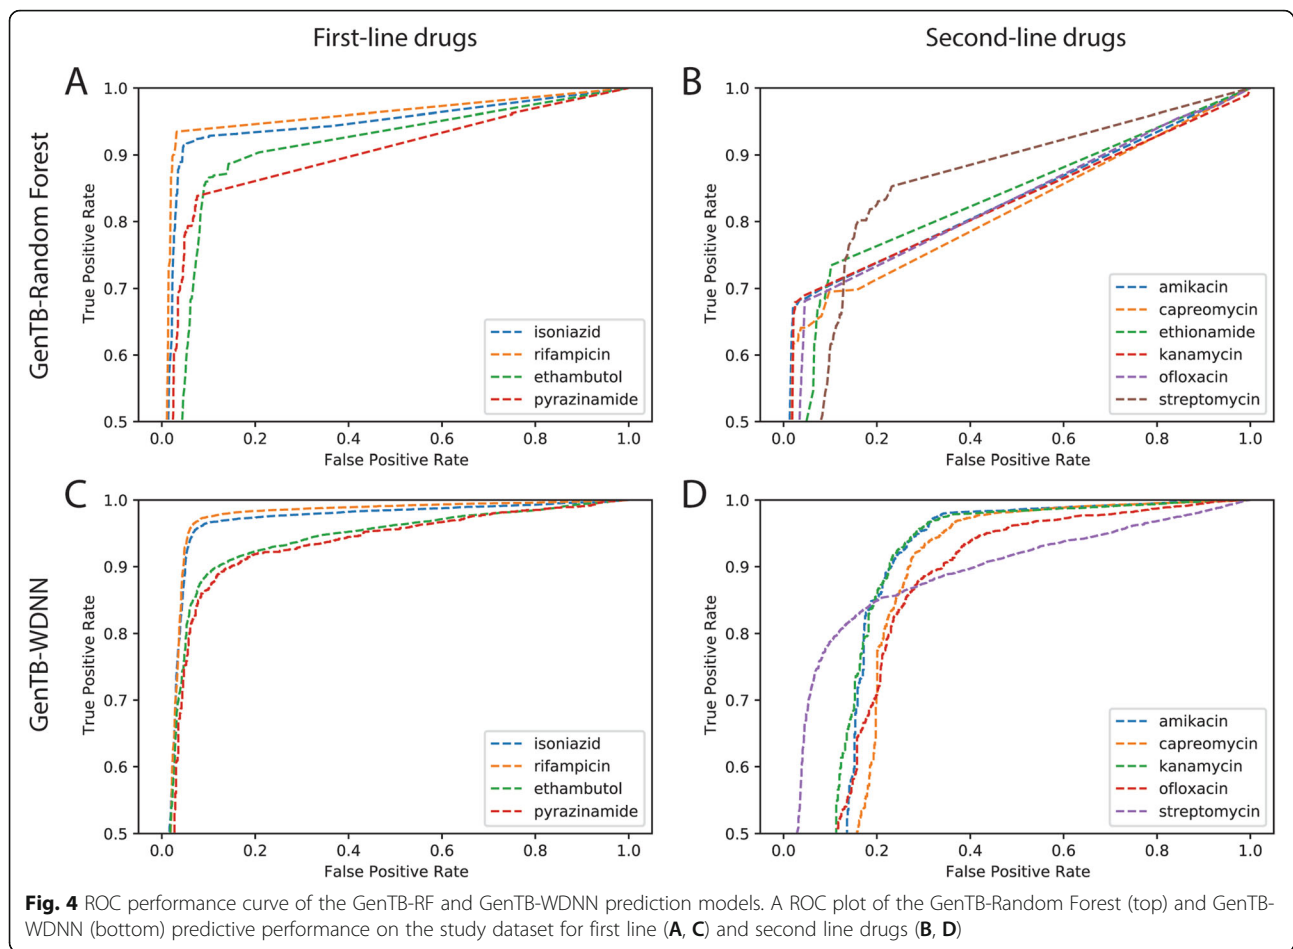 First-line drugs
Second-line drugs
GenTB-Random Forest
A
1.0
0.9
0.8
0.7
0.6
0.5
True Positive Rate
isoniazid
rifampicin
ethambutol
pyrazinamide
0.0 0.2 0.4 0.6 0.8 1.0
False Positive Rate
B
1.0
0.9
0.8
0.7
0.6
0.5
True Positive Rate
amikacin
capreomycin
ethionamide
kanamycin
ofloxacin
streptomycin
0.0 0.2 0.4 0.6 0.8 1.0
False Positive Rate
GenTB-WDNN
C
1.0
0.9
0.8
0.7
0.6
0.5
True Positive Rate
isoniazid
rifampicin
ethambutol
pyrazinamide
0.0 0.2 0.4 0.6 0.8 1.0
False Positive Rate
D
1.0
0.9
0.8
0.7
0.6
0.5
True Positive Rate
amikacin
capreomycin
kanamycin
ofloxacin
streptomycin
0.0 0.2 0.4 0.6 0.8 1.0
False Positive Rate
Fig. 4 ROC performance curve of the GenTB-RF and GenTB-WDNN prediction models. A ROC plot of the GenTB-Random Forest (top) and GenTB-
WDNN (bottom) predictive performance on the study dataset for first line (A, C) and second line drugs (B, D)